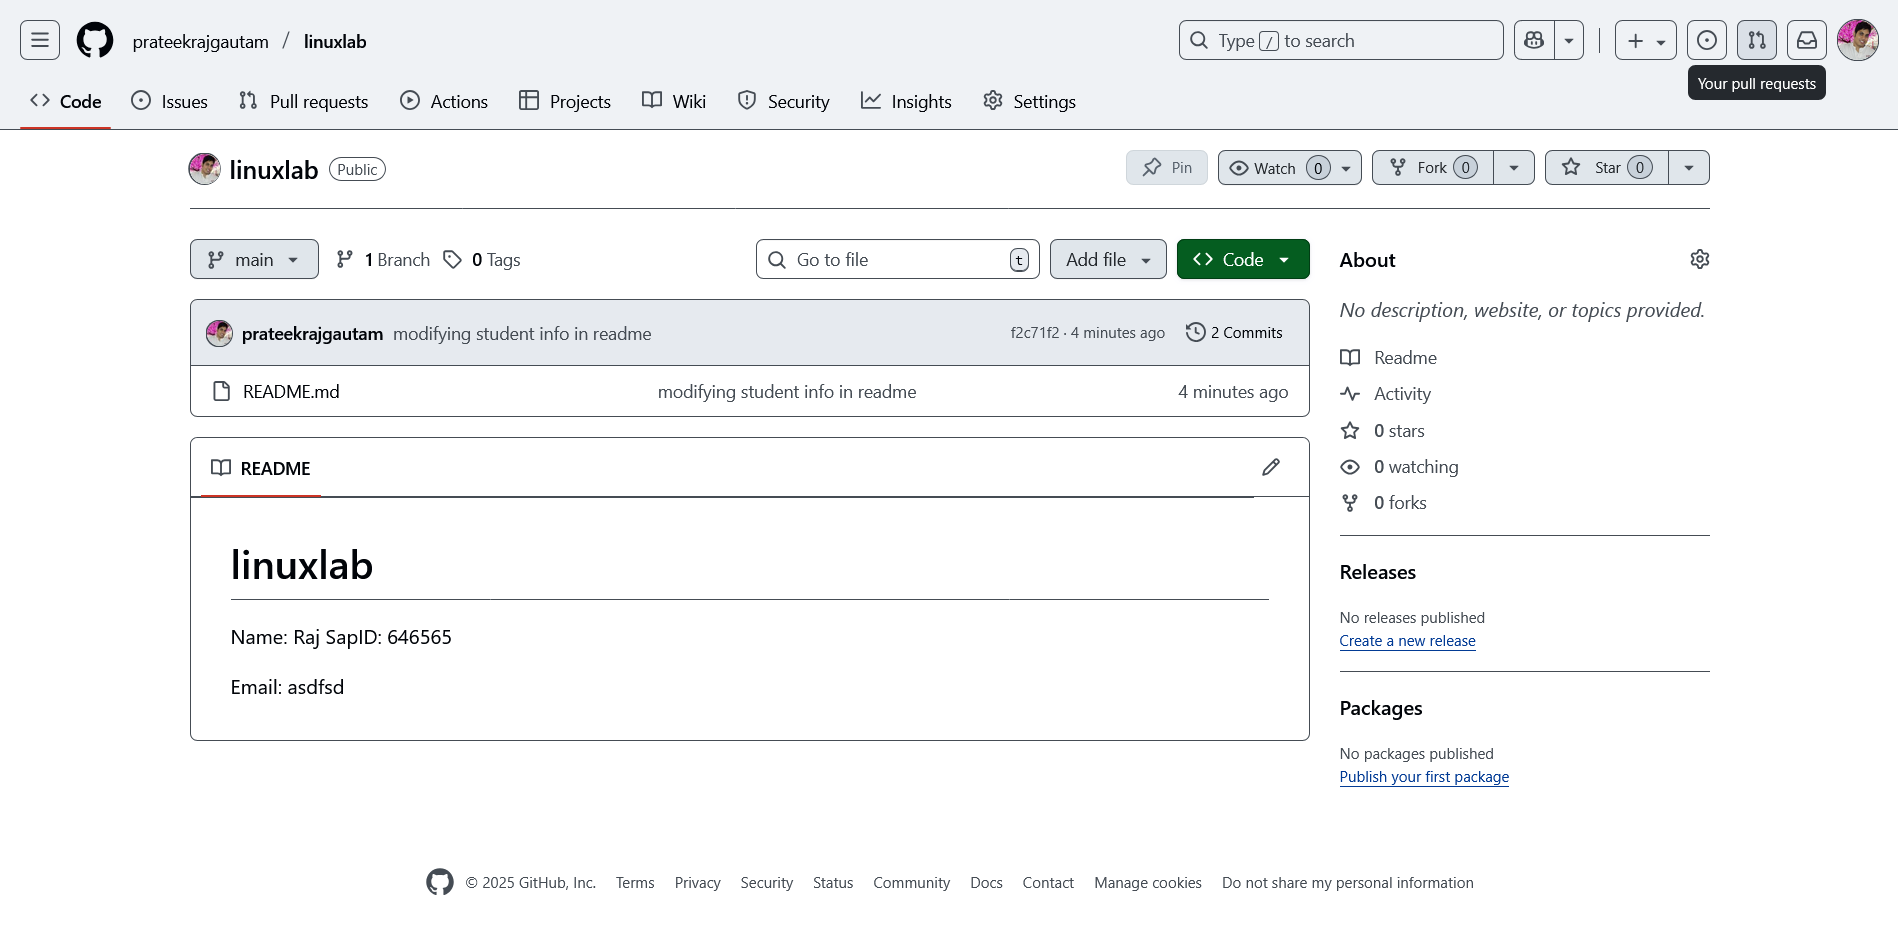 prateekrajgautam / linuxlab
Type / to search
Your pull requests
Code Issues Pull requests Actions Projects Wiki Security Insights Settings
linuxlab Public
Pin Watch 0 Fork 0 Star 0
main 1 Branch 0 Tags Go to file t Add file Code
prateekrajgautam modifying student info in readme f2c71f2 · 4 minutes ago 2 Commits
README.md modifying student info in readme 4 minutes ago
README
linuxlab
Name: Raj SapID: 646565
Email: asdfsd
About
No description, website, or topics provided.
Readme
Activity
0 stars
0 watching
0 forks
Releases
No releases published
Create a new release
Packages
No packages published
Publish your first package
© 2025 GitHub, Inc. Terms Privacy Security Status Community Docs Contact Manage cookies Do not share my personal information